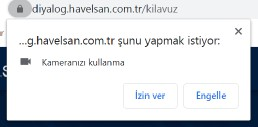 diyalog.havelsan.com.tr/kilavuz
...g.havelsan.com.tr şunu yapmak istiyor:
Kameranızı kullanma
İzin ver
Engelle